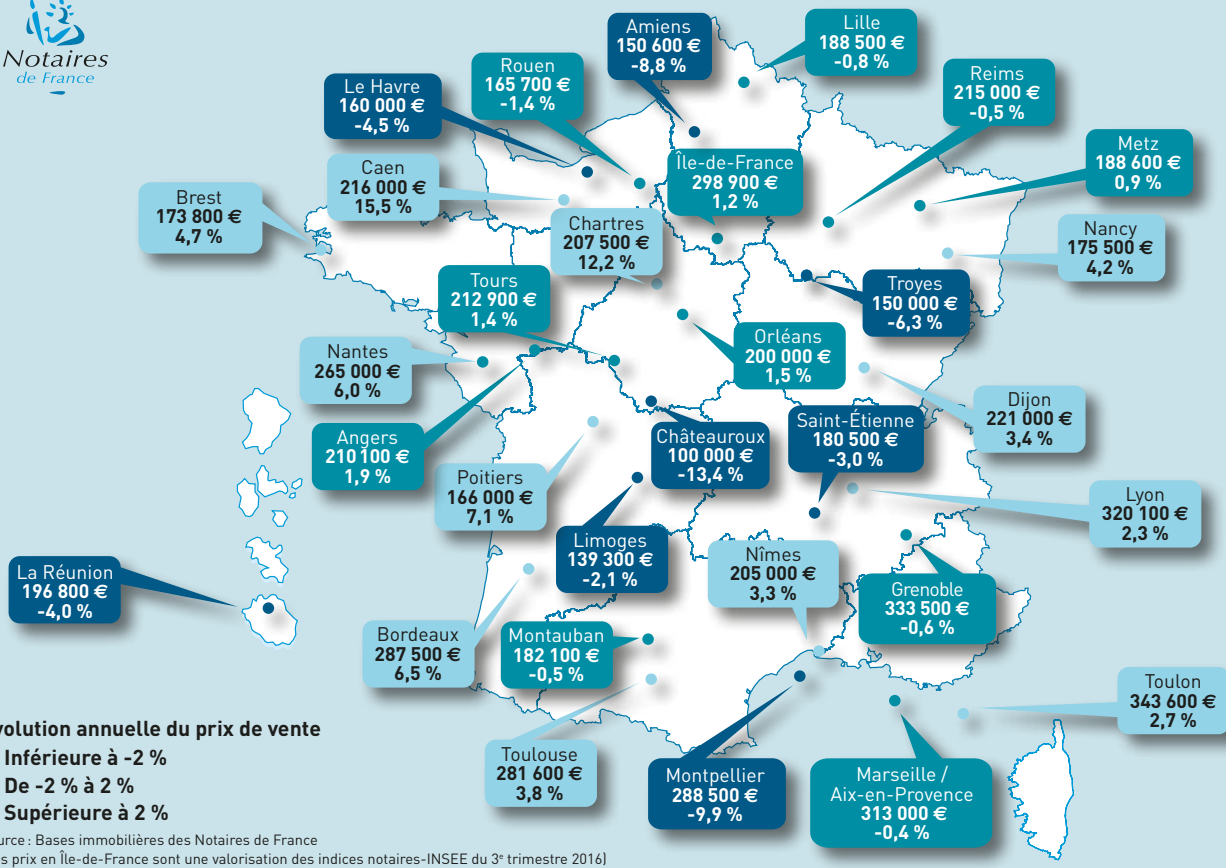 Notaires
de France
Amiens
150 600 €
-8,8 %
Lille
188 500 €
-0,8 %
Rouen
165 700 €
-1,4 %
Reims
215 000 €
-0,5 %
Le Havre
160 000 €
-4,5 %
Metz
188 600 €
0,9 %
Île-de-France
298 900 €
1,2 %
Caen
216 000 €
15,5 %
Brest
173 800 €
4,7 %
Chartres
207 500 €
12,2 %
Nancy
175 500 €
4,2 %
Tours
212 900 €
1,4 %
Troyes
150 000 €
-6,3 %
Orléans
200 000 €
1,5 %
Nantes
265 000 €
6,0 %
Dijon
221 000 €
3,4 %
Angers
210 100 €
1,9 %
Châteauroux
100 000 €
-13,4 %
Saint-Étienne
180 500 €
-3,0 %
Poitiers
166 000 €
7,1 %
Lyon
320 100 €
2,3 %
Limoges
139 300 €
-2,1 %
Nîmes
205 000 €
3,3 %
La Réunion
196 800 €
-4,0 %
Grenoble
333 500 €
-0,6 %
Bordeaux
287 500 €
6,5 %
Montauban
182 100 €
-0,5 %
Toulon
343 600 €
2,7 %
Toulouse
281 600 €
3,8 %
Montpellier
288 500 €
-9,9 %
Marseille /
Aix-en-Provence
313 000 €
-0,4 %
volution annuelle du prix de vente
Inférieure à -2 %
De -2 % à 2 %
Supérieure à 2 %
urce : Bases immobilières des Notaires de France
s prix en Île-de-France sont une valorisation des indices notaires-INSEE du 3e trimestre 2016)